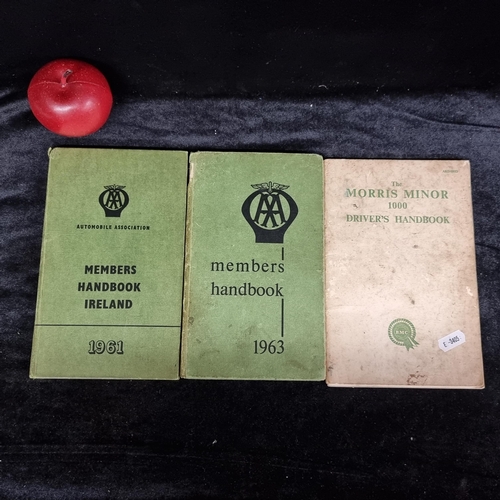 AA
AUTOMOBILE ASSOCIATION
MEMBERS
HANDBOOK
IRELAND
1961
AA
members
handbook
1963
The
MORRIS MINOR
1000
DRIVER'S HANDBOOK
BMC